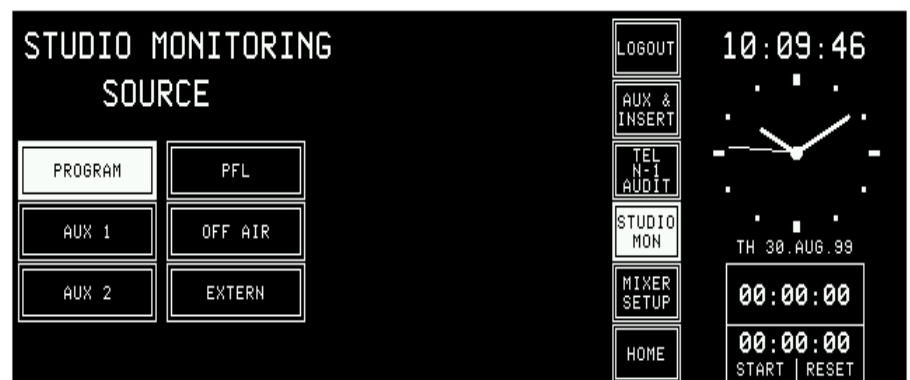 STUDIO MONITORING
SOURCE
PROGRAM
PFL
AUX 1
OFF AIR
AUX 2
EXTERN
LOGOUT
AUX &
INSERT
TEL
N-1
AUDIT
STUDIO
MON
MIXER
SETUP
HOME
10:09:46
TH 30.AUG.99
00:00:00
00:00:00
START | RESET